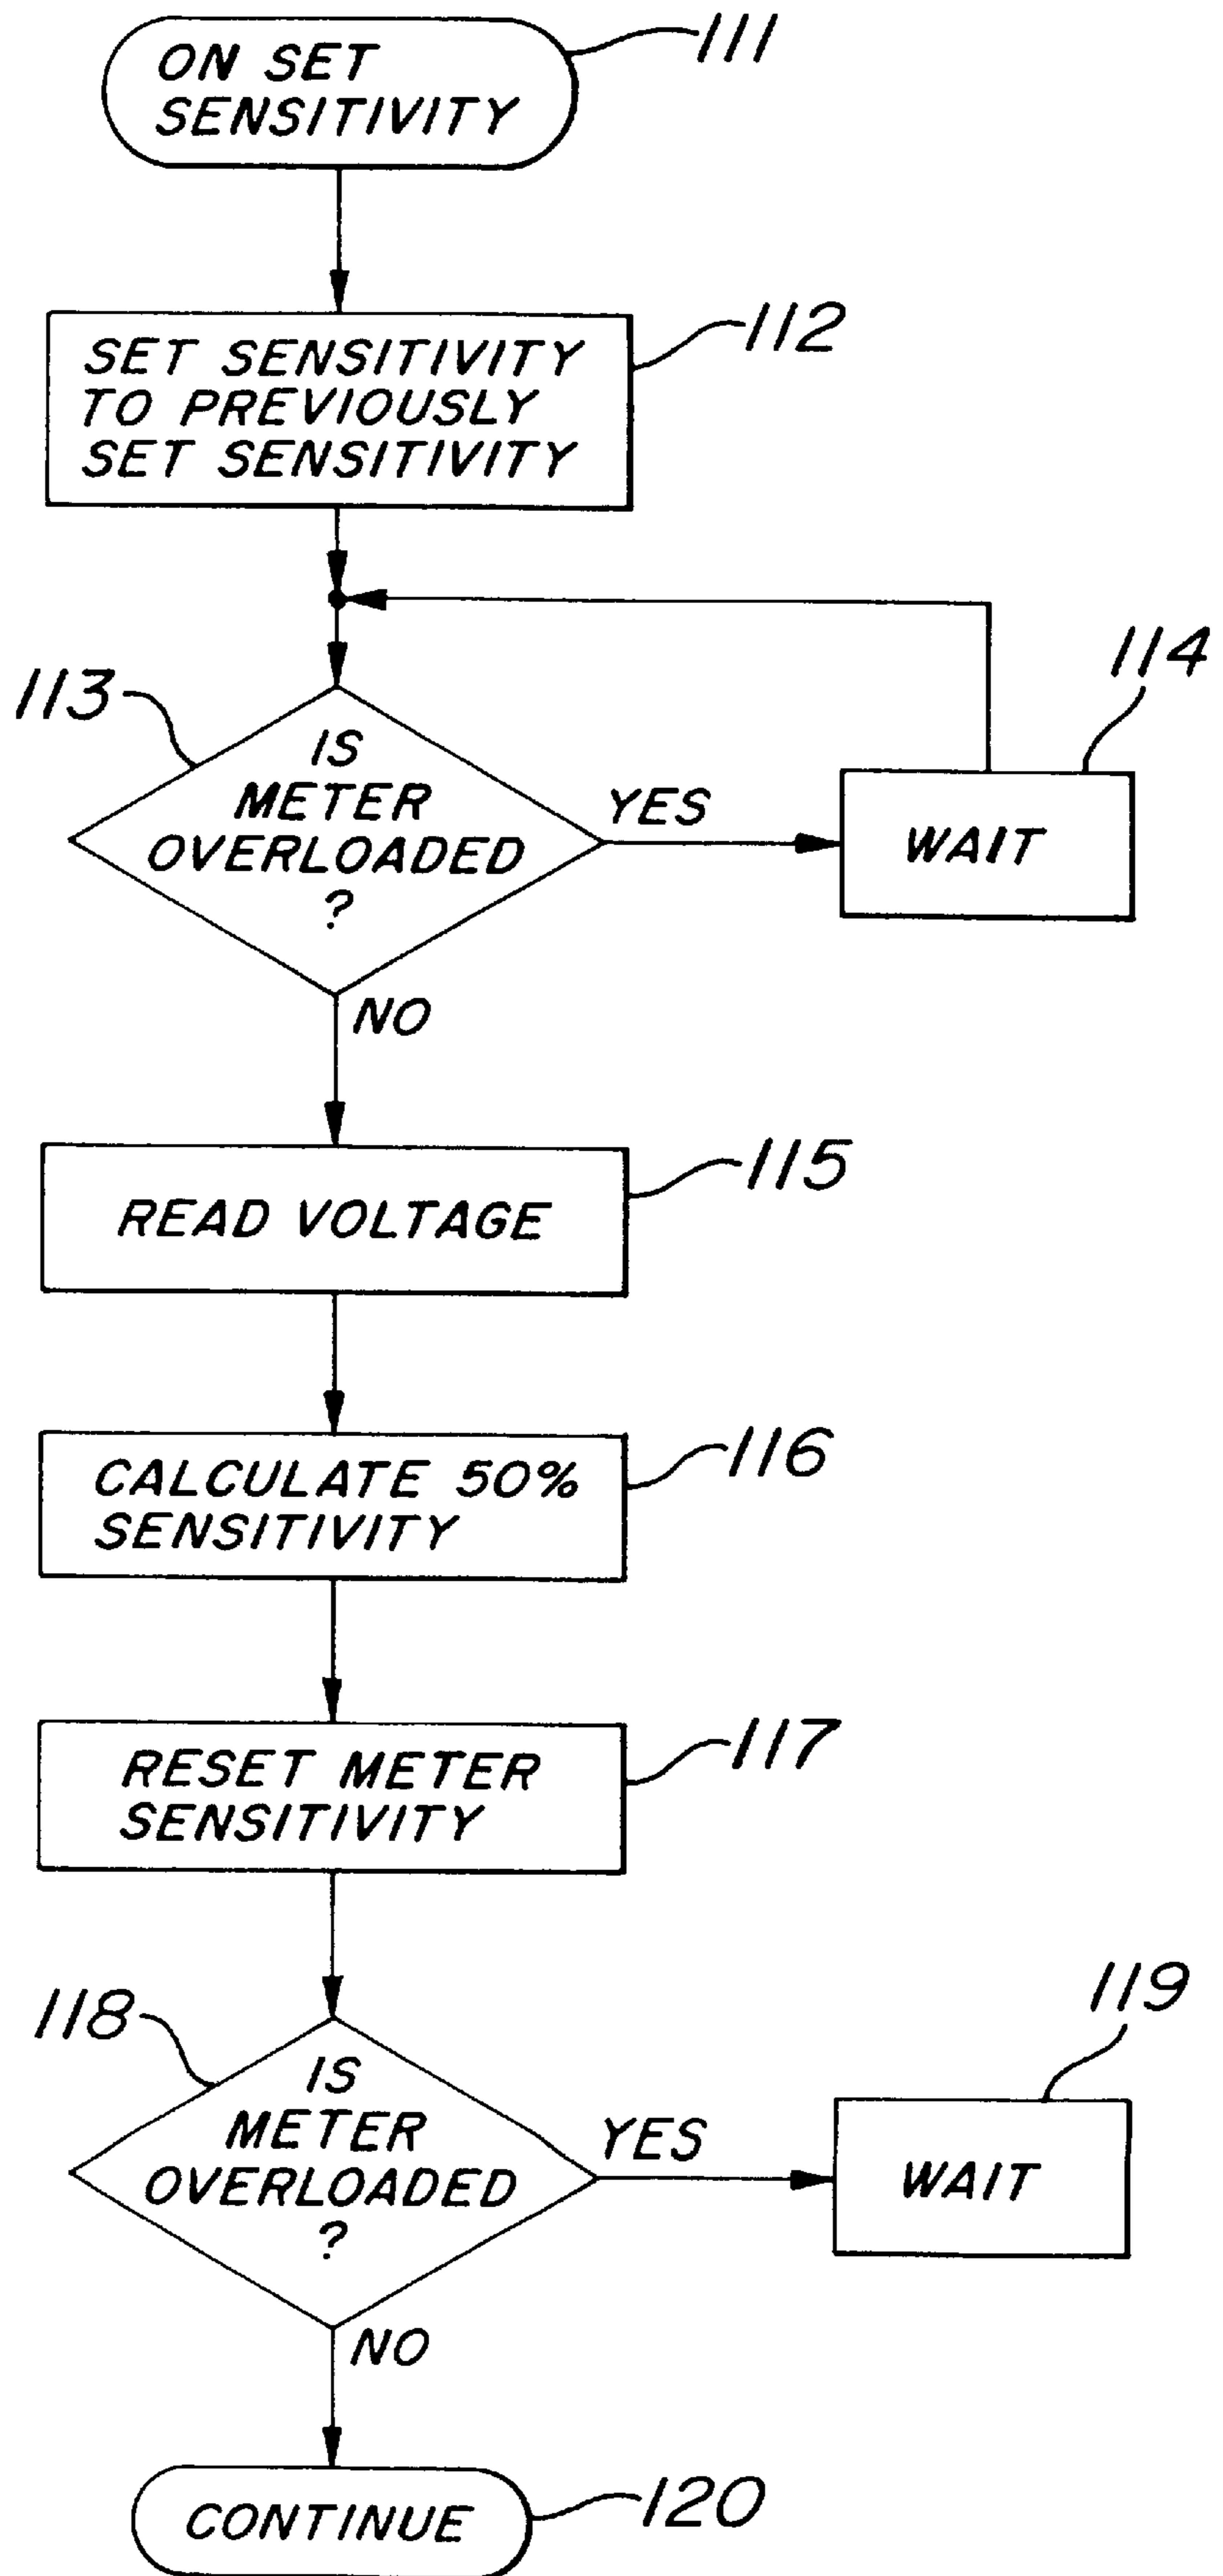 ON SET
SENSITIVITY
111
SET SENSITIVITY
TO PREVIOUSLY
SET SENSITIVITY
112
113
IS
METER
OVERLOADED
?
YES
114
WAIT
NO
READ VOLTAGE
115
CALCULATE 50%
SENSITIVITY
116
RESET METER
SENSITIVITY
117
118
IS
METER
OVERLOADED
?
YES
119
WAIT
NO
CONTINUE
120